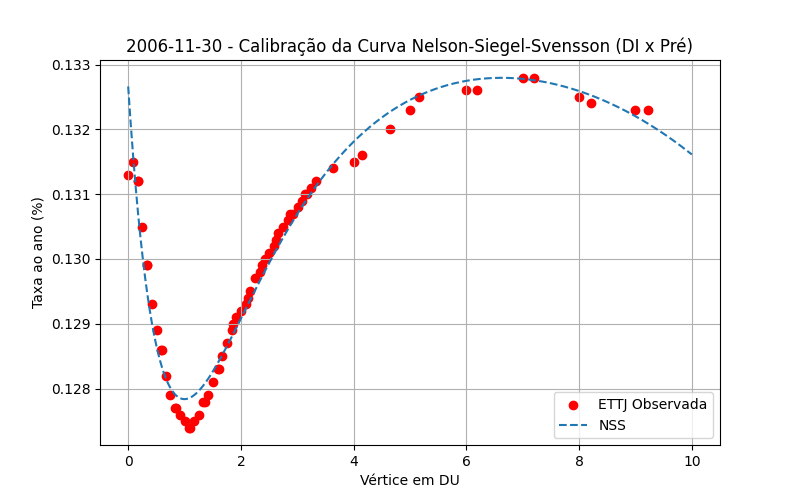 2006-11-30 - Calibração da Curva Nelson-Siegel-Svensson (DI x Pré)
0.133
0.132
0.131
0.130
0.129
0.128
Taxa ao ano (%)
ETTJ Observada
NSS
0 2 4 6 8 10
Vértice em DU